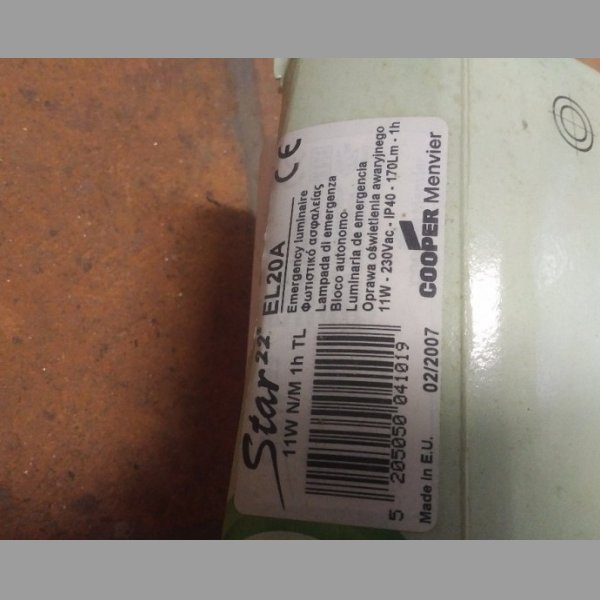 Star 22 EL20A CE
11W N/M 1h TL
Emergency luminaire
Φωτιστικό ασφαλείας
Lampada di emergenza
Bloco autonomo
Luminaria de emergencia
Oprawa oświetlenia awaryjnego
11W - 230Vac - IP40 - 170Lm - 1h
5 205050 041019
Made in E.U. 02/2007 COOPER Menvier